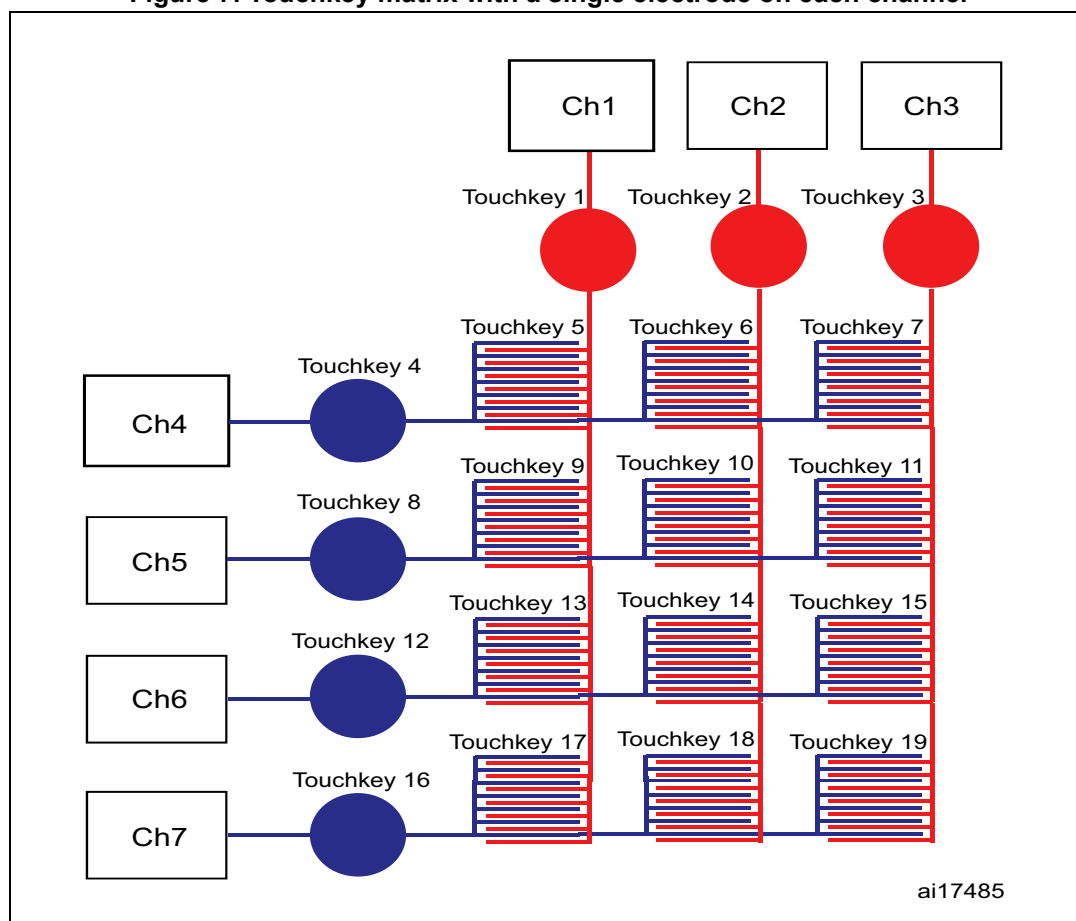 Figure 7. Touchkey matrix with a single electrode on each channel
Ch1
Ch2
Ch3
Touchkey 1
Touchkey 2
Touchkey 3
Touchkey 5
Touchkey 6
Touchkey 7
Touchkey 4
Ch4
Touchkey 9
Touchkey 10
Touchkey 11
Touchkey 8
Ch5
Touchkey 13
Touchkey 14
Touchkey 15
Touchkey 12
Ch6
Touchkey 17
Touchkey 18
Touchkey 19
Touchkey 16
Ch7
ai17485